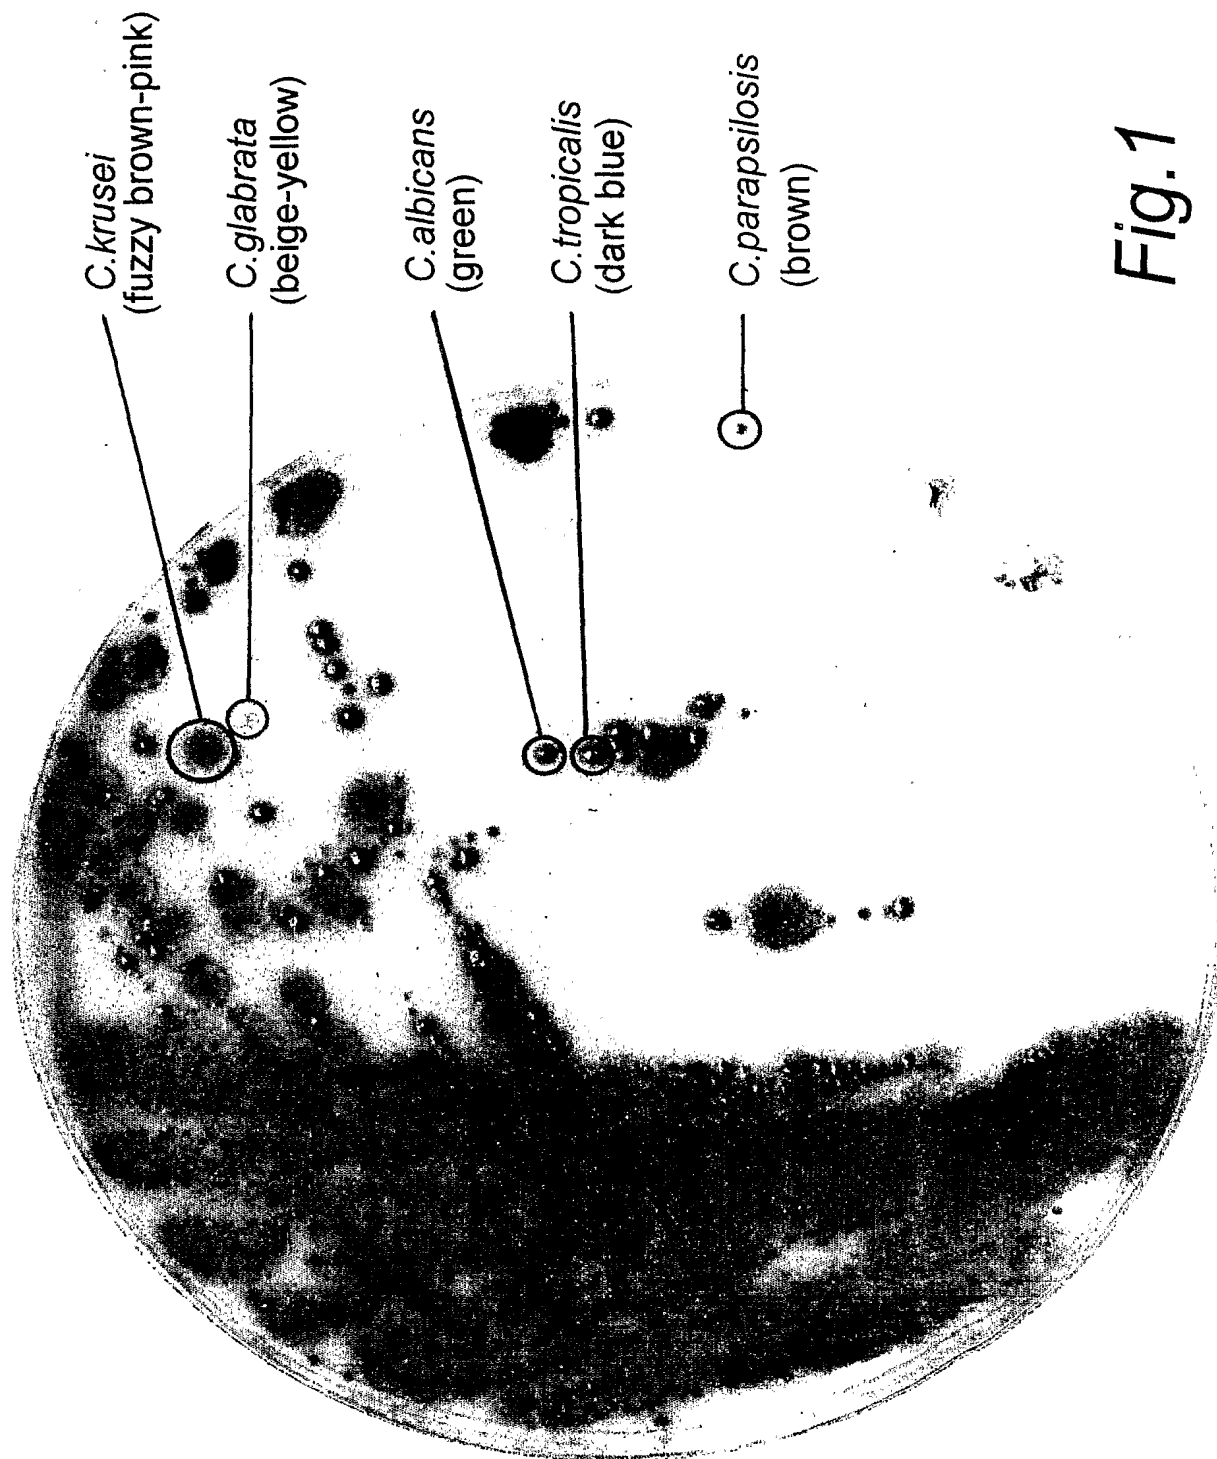 C.krusei
(fuzzy brown-pink)
C.glabrata
(beige-yellow)
C.albicans
(green)
C.tropicalis
(dark blue)
C.parapsilosis
(brown)
Fig.1